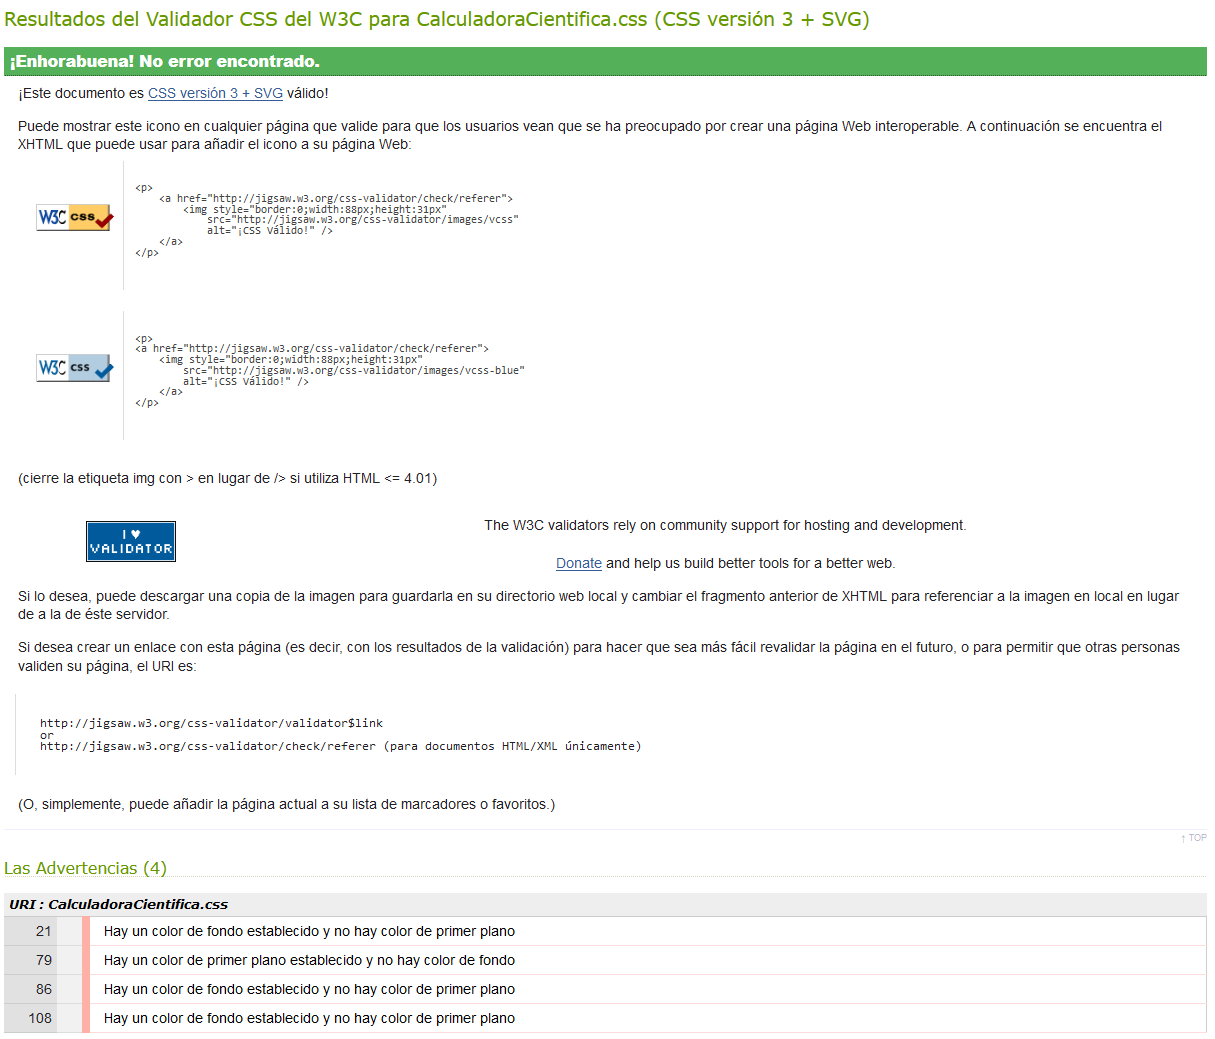 Resultados del Validador CSS del W3C para CalculadoraCientifica.css (CSS versión 3 + SVG)
¡Enhorabuena! No error encontrado.
¡Este documento es CSS versión 3 + SVG válido!
Puede mostrar este icono en cualquier página que valide para que los usuarios vean que se ha preocupado por crear una página Web interoperable. A continuación se encuentra el
XHTML que puede usar para añadir el icono a su página Web:
W3C css
<p>
<a href="http://jigsaw.w3.org/css-validator/check/referer">
<img style="border:0;width:88px;height:31px"
src="http://jigsaw.w3.org/css-validator/images/vcss"
alt="¡CSS Válido!" />
</a>
</p>
W3C css
<p>
<a href="http://jigsaw.w3.org/css-validator/check/referer">
<img style="border:0;width:88px;height:31px"
src="http://jigsaw.w3.org/css-validator/images/vcss-blue"
alt="¡CSS Válido!" />
</a>
</p>
(cierre la etiqueta img con > en lugar de /> si utiliza HTML <= 4.01)
I ♥
VALIDATOR
The W3C validators rely on community support for hosting and development.
Donate and help us build better tools for a better web.
Si lo desea, puede descargar una copia de la imagen para guardarla en su directorio web local y cambiar el fragmento anterior de XHTML para referenciar a la imagen en local en lugar
de a la de éste servidor.
Si desea crear un enlace con esta página (es decir, con los resultados de la validación) para hacer que sea más fácil revalidar la página en el futuro, o para permitir que otras personas
validen su página, el URI es:
http://jigsaw.w3.org/css-validator/validator$link
or
http://jigsaw.w3.org/css-validator/check/referer (para documentos HTML/XML únicamente)
(O, simplemente, puede añadir la página actual a su lista de marcadores o favoritos.)
↑ TOP
Las Advertencias (4)
URI : CalculadoraCientifica.css
21 Hay un color de fondo establecido y no hay color de primer plano
79 Hay un color de primer plano establecido y no hay color de fondo
86 Hay un color de fondo establecido y no hay color de primer plano
108 Hay un color de fondo establecido y no hay color de primer plano